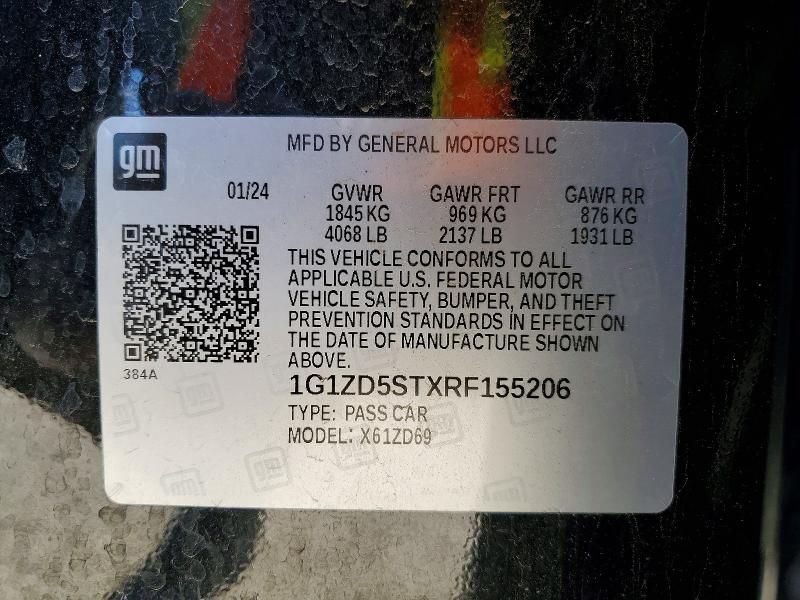 gm
MFD BY GENERAL MOTORS LLC
01/24 GVWR GAWR FRT GAWR RR
1845 KG 969 KG 876 KG
4068 LB 2137 LB 1931 LB
THIS VEHICLE CONFORMS TO ALL
APPLICABLE U.S. FEDERAL MOTOR
VEHICLE SAFETY, BUMPER, AND THEFT
PREVENTION STANDARDS IN EFFECT ON
THE DATE OF MANUFACTURE SHOWN
ABOVE.
384A
1G1ZD5STXRF155206
TYPE: PASS CAR
MODEL: X61ZD69